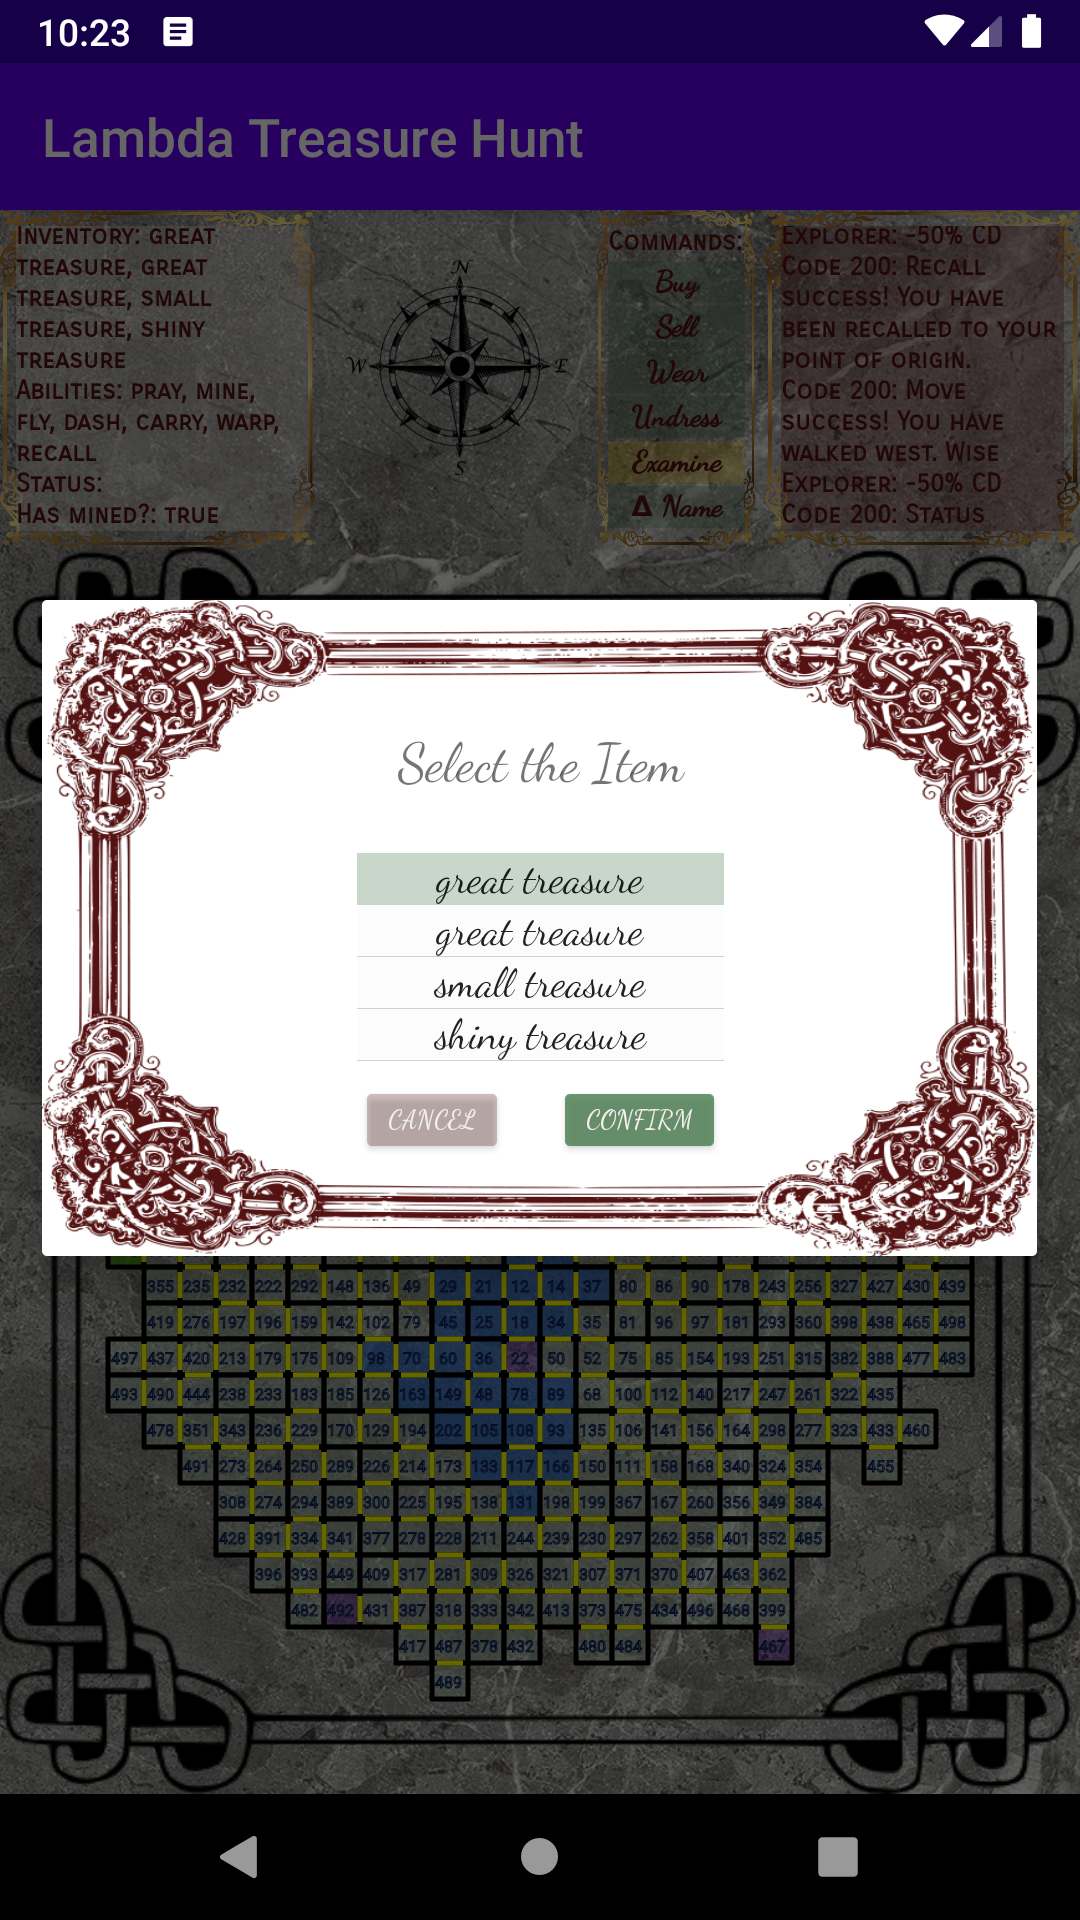 10:23
Lambda Treasure Hunt
Inventory: great
treasure, great
treasure, small
treasure, shiny
treasure
Abilities: pray, mine,
fly, dash, carry, warp,
recall
Status:
Has mined?: true
N
W
E
S
Commands:
Buy
Sell
Wear
Undress
Examine
Δ Name
Explorer: -50% CD
Code 200: Recall
success! You have
been recalled to your
point of origin.
Code 200: Move
success! You have
walked west. Wise
Explorer: -50% CD
Code 200: Status
Select the Item
great treasure
great treasure
small treasure
shiny treasure
CANCEL CONFIRM
355 235 232 222 292 148 136 49 29 21 12 14 37 80 86 90 178 243 256 327 427 430 439
419 276 197 196 159 142 102 79 45 25 18 34 35 81 96 97 181 293 360 398 438 465 498
497 437 420 213 179 175 109 98 70 60 36 22 50 52 75 85 154 193 251 315 382 388 477 483
493 490 444 238 233 183 185 126 163 149 48 78 89 68 100 112 140 217 247 261 322 435
478 351 343 236 229 170 129 194 202 105 108 93 135 106 141 156 164 298 277 323 433 460
491 273 264 250 289 226 214 173 133 117 166 150 111 158 168 340 324 354 455
308 274 294 389 300 225 195 138 131 198 199 367 167 260 356 349 384
428 391 334 341 377 278 228 211 244 239 230 297 262 358 401 352 485
396 393 449 409 317 281 309 326 321 307 371 370 407 463 362
482 492 431 387 318 333 342 413 373 475 434 496 468 399
417 487 378 432 480 484 467
489